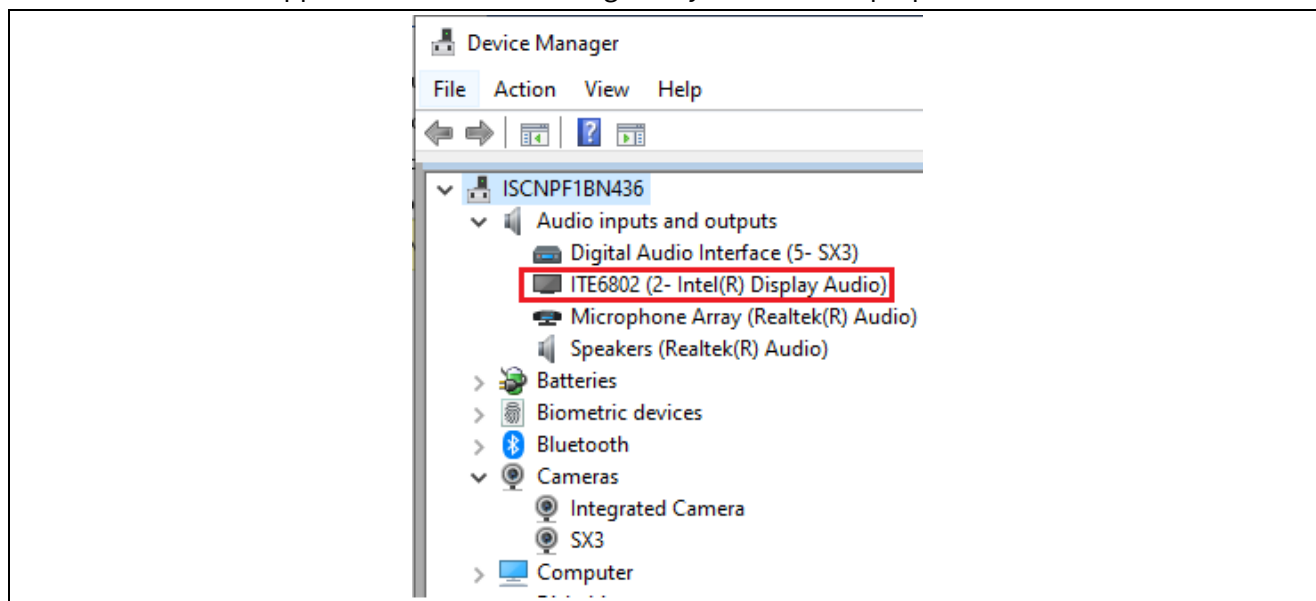 Device Manager
File Action View Help
ISCNPF1BN436
Audio inputs and outputs
Digital Audio Interface (5- SX3)
ITE6802 (2- Intel(R) Display Audio)
Microphone Array (Realtek(R) Audio)
Speakers (Realtek(R) Audio)
Batteries
Biometric devices
Bluetooth
Cameras
Integrated Camera
SX3
Computer